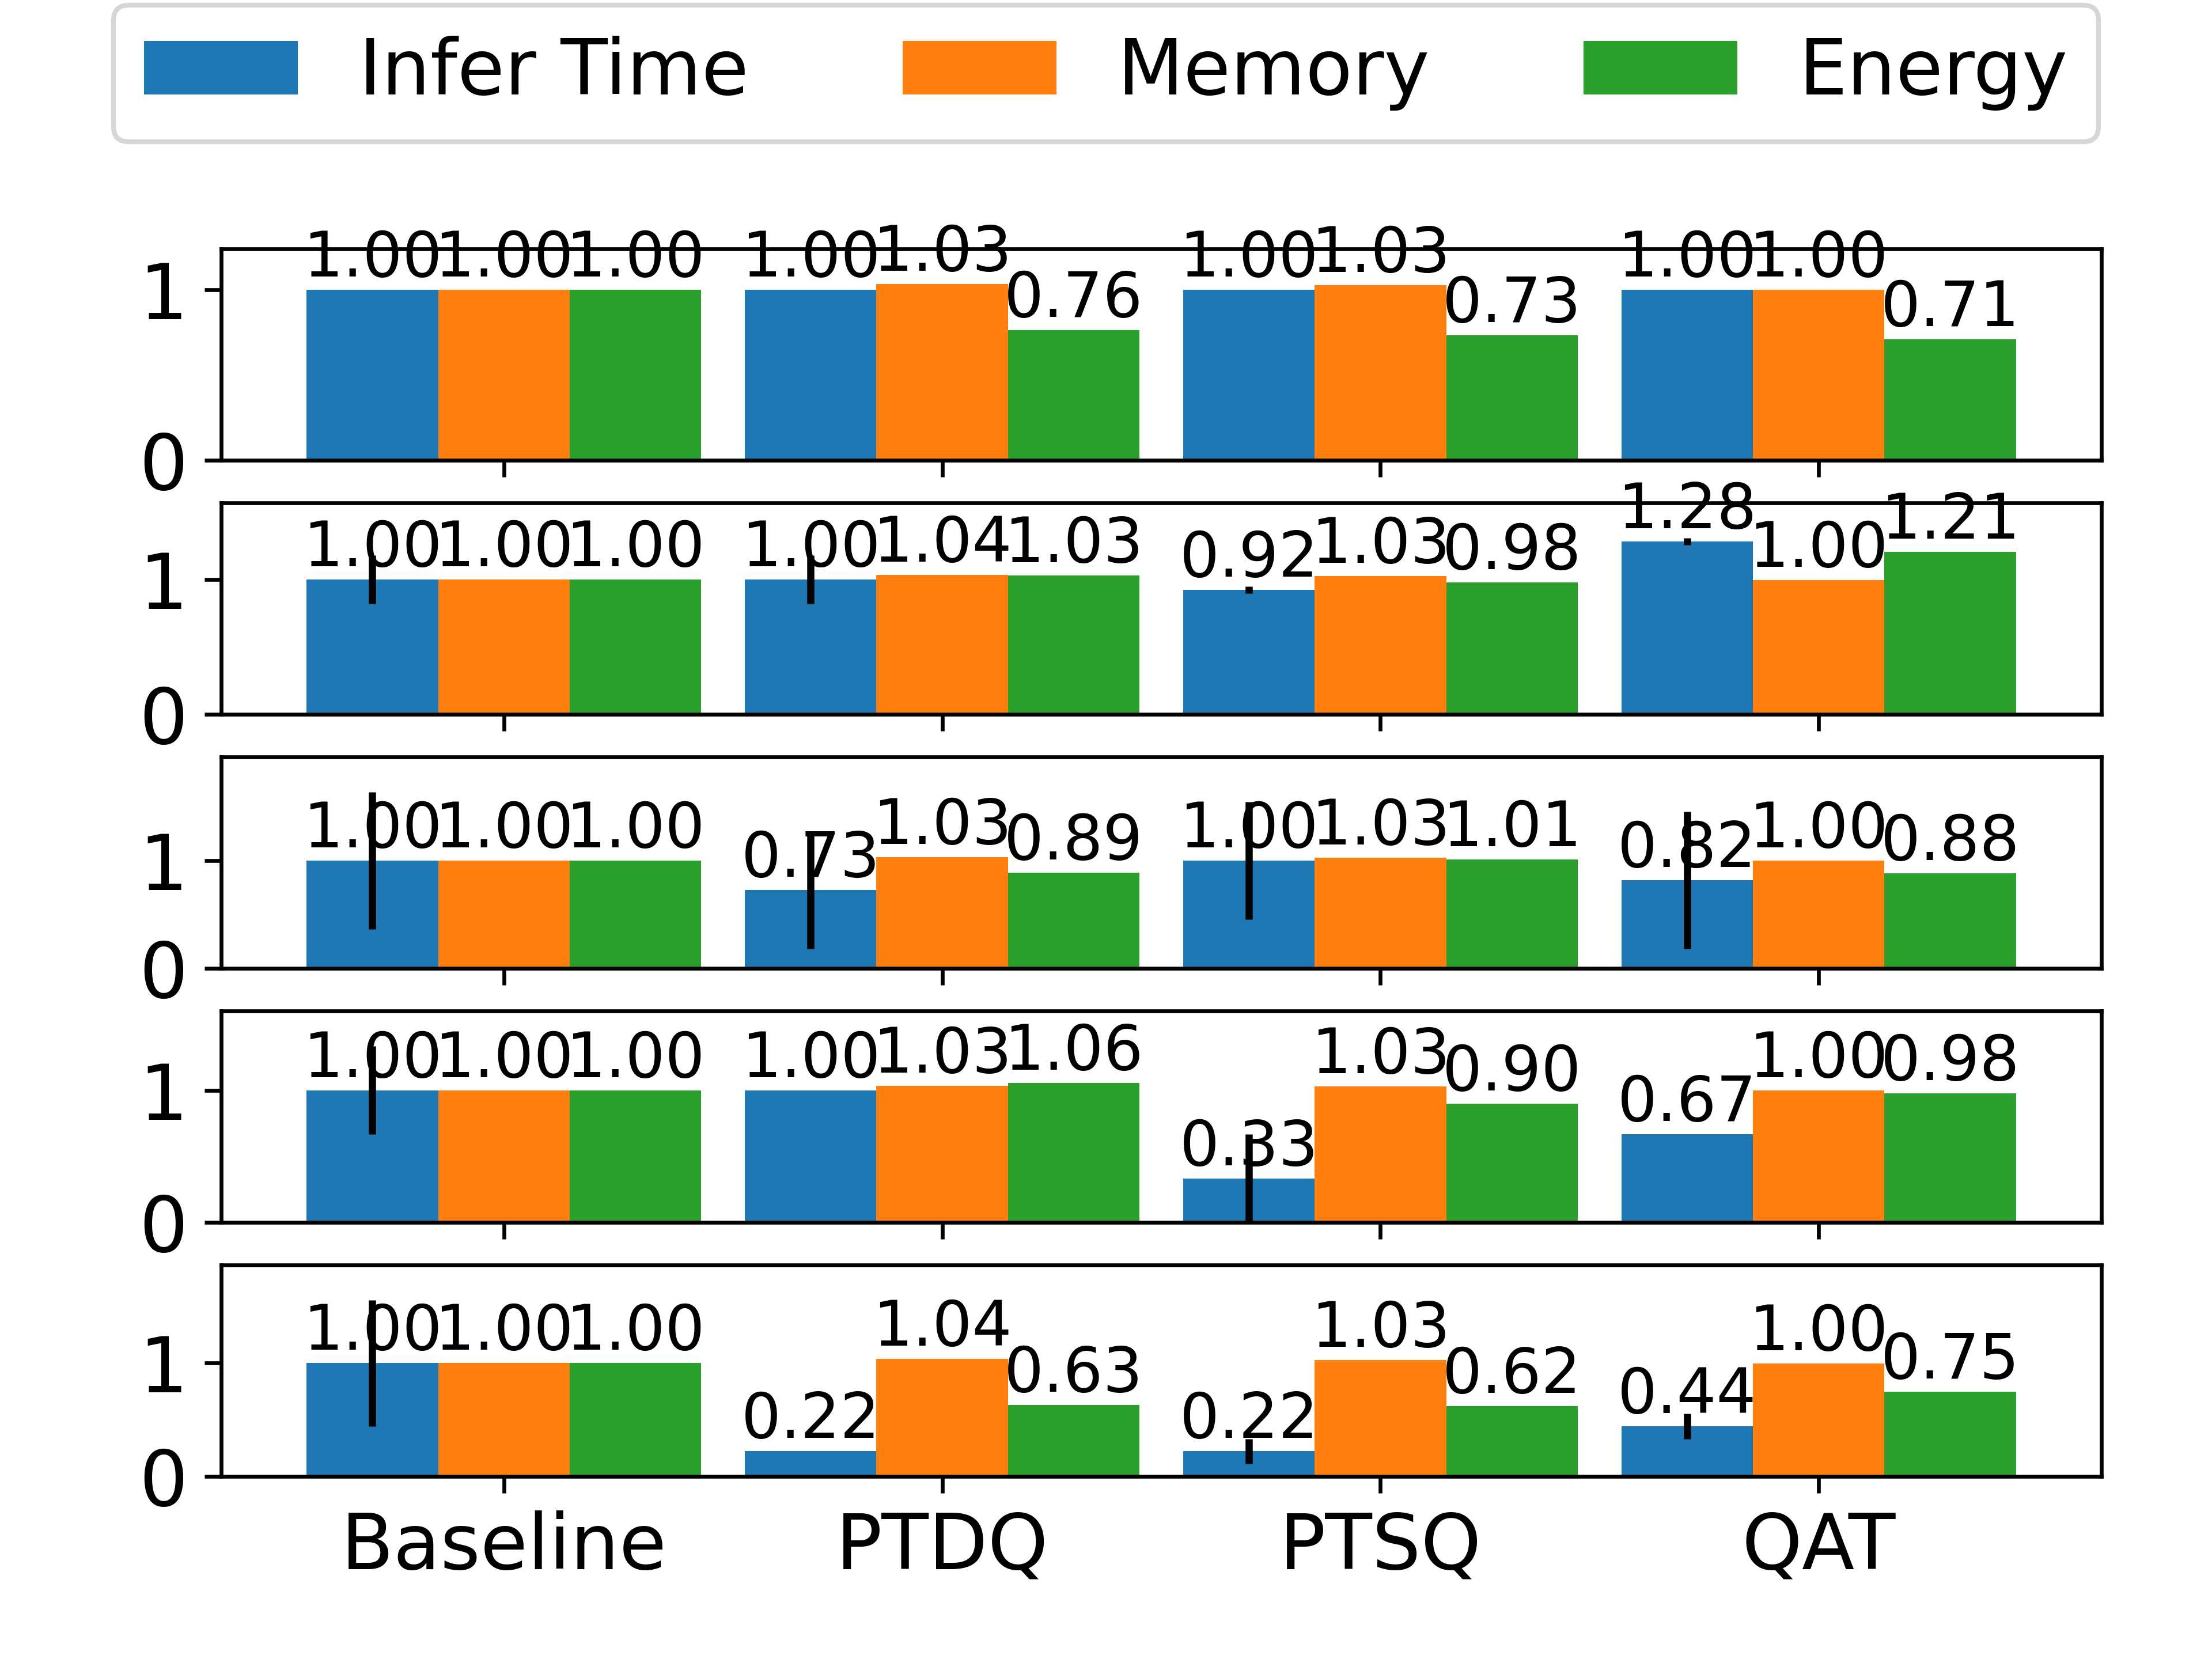 Infer Time Memory Energy
1.00 1.00 1.00 1.00 1.03 0.76 1.00 1.03 0.73 1.00 1.00 0.71
1
0
1.00 1.00 1.00 1.00 1.04 1.03 0.92 1.03 0.98 1.28 1.00 1.21
1
0
1.00 1.00 1.00 0.73 1.03 0.89 1.00 1.03 1.01 0.82 1.00 0.88
1
0
1.00 1.00 1.00 1.00 1.03 1.06 0.33 1.03 0.90 0.67 1.00 0.98
1
0
1.00 1.00 1.00 0.22 1.04 0.63 0.22 1.03 0.62 0.44 1.00 0.75
1
0
Baseline PTDQ PTSQ QAT